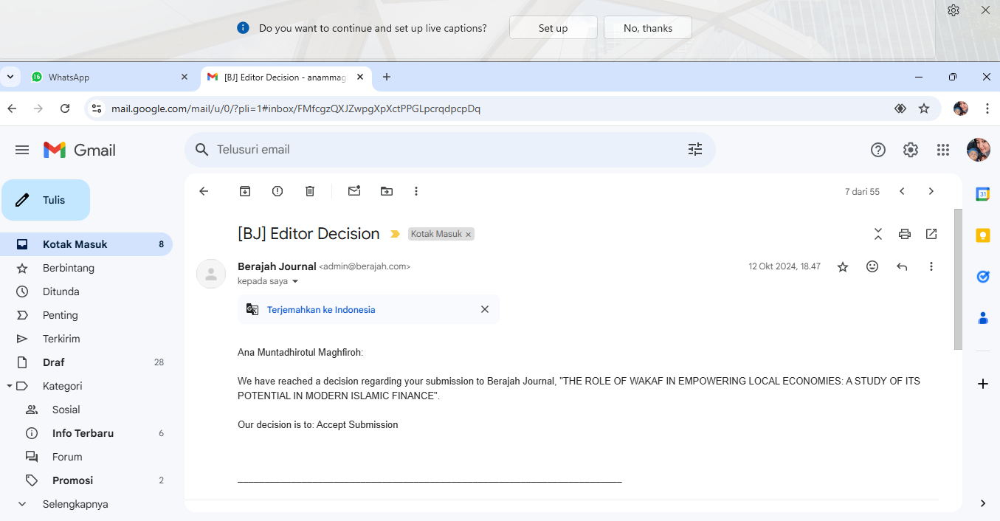 Do you want to continue and set up live captions?
Set up
No, thanks
16
WhatsApp
[BJ] Editor Decision - anammag
mail.google.com/mail/u/0/?pli=1#inbox/FMfcgzQXJZwpgXpXctPPGLpcrqdpcpDq
Gmail
Telusuri email
Tulis
7 dari 55
31
[BJ] Editor Decision
Kotak Masuk
Kotak Masuk 8
Berbintang
Ditunda
Penting
Terkirim
Draf 28
Kategori
Sosial
Info Terbaru 6
Forum
Promosi 2
Selengkapnya
Berajah Journal <admin@berajah.com>
12 Okt 2024, 18.47
kepada saya
Terjemahkan ke Indonesia
Ana Muntadhirotul Maghfiroh:
We have reached a decision regarding your submission to Berajah Journal, "THE ROLE OF WAKAF IN EMPOWERING LOCAL ECONOMIES: A STUDY OF ITS
POTENTIAL IN MODERN ISLAMIC FINANCE".
Our decision is to: Accept Submission